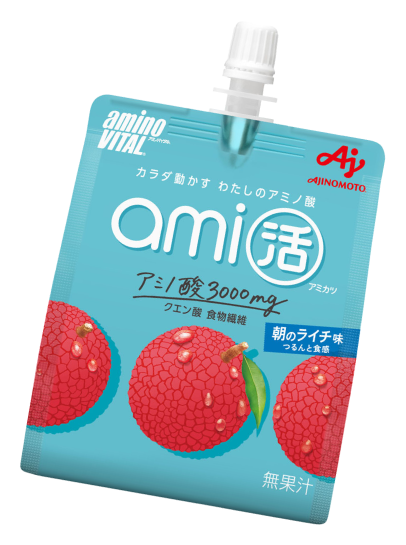 amino
VITAL®
アミノバイタル
Aj
AJINOMOTO
カラダ動かす わたしのアミノ酸
ami活
アミカツ
アミノ酸3000mg
クエン酸 食物繊維
朝のライチ味
つるんと食感
無果汁